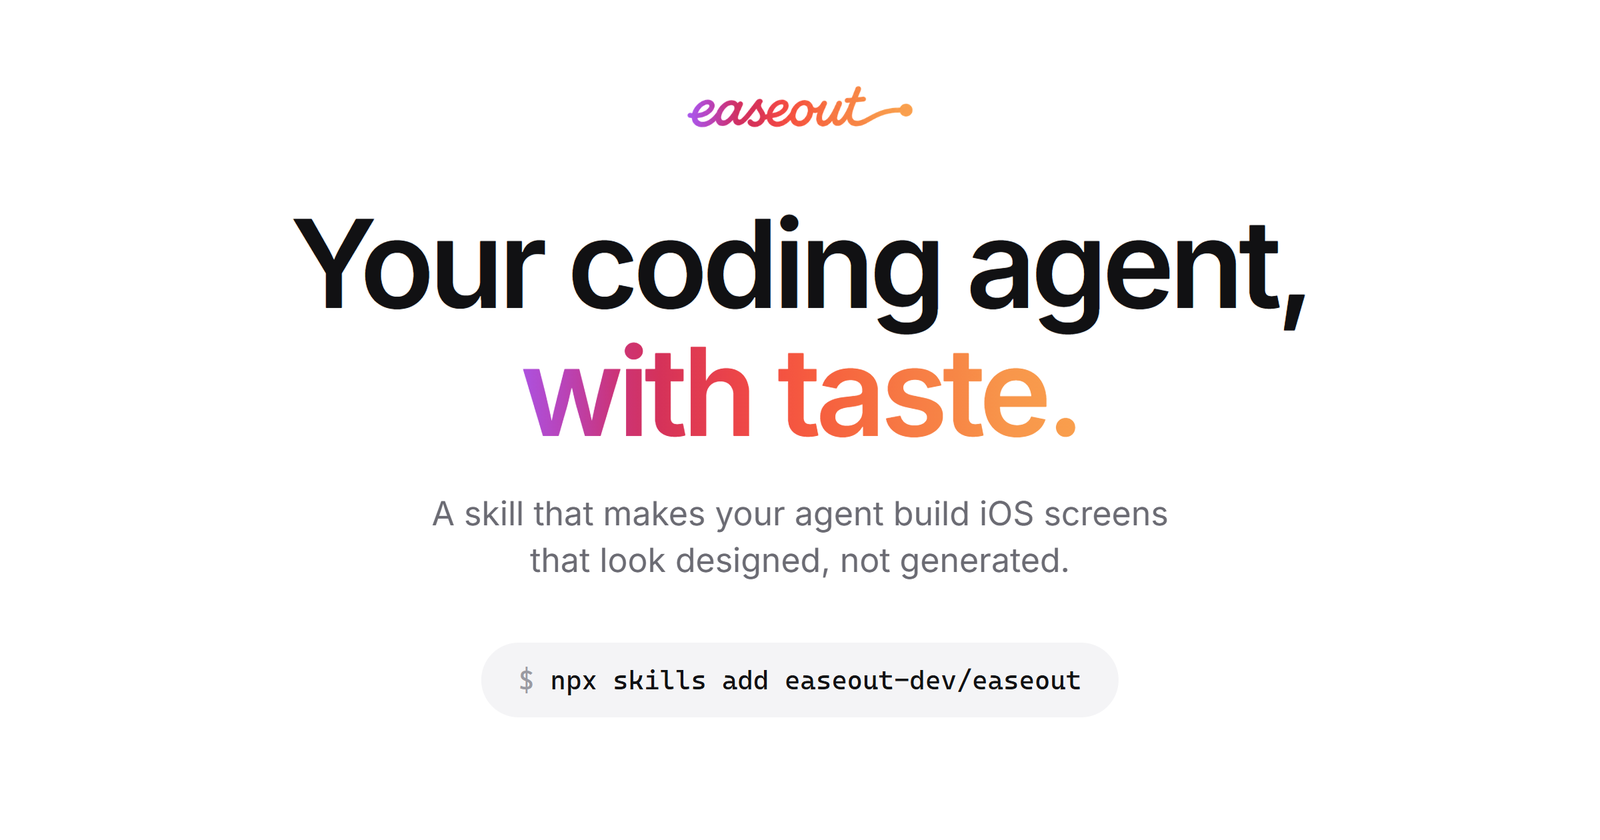 easeout
Your coding agent,
with taste.
A skill that makes your agent build iOS screens
that look designed, not generated.
$ npx skills add easeout-dev/easeout